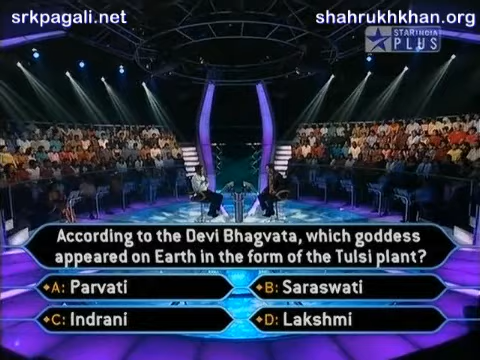 srkpagali.net
shahrukhkhan.org
STAR INDIA
PLUS
According to the Devi Bhagvata, which goddess
appeared on Earth in the form of the Tulsi plant?
A: Parvati
B: Saraswati
C: Indrani
D: Lakshmi